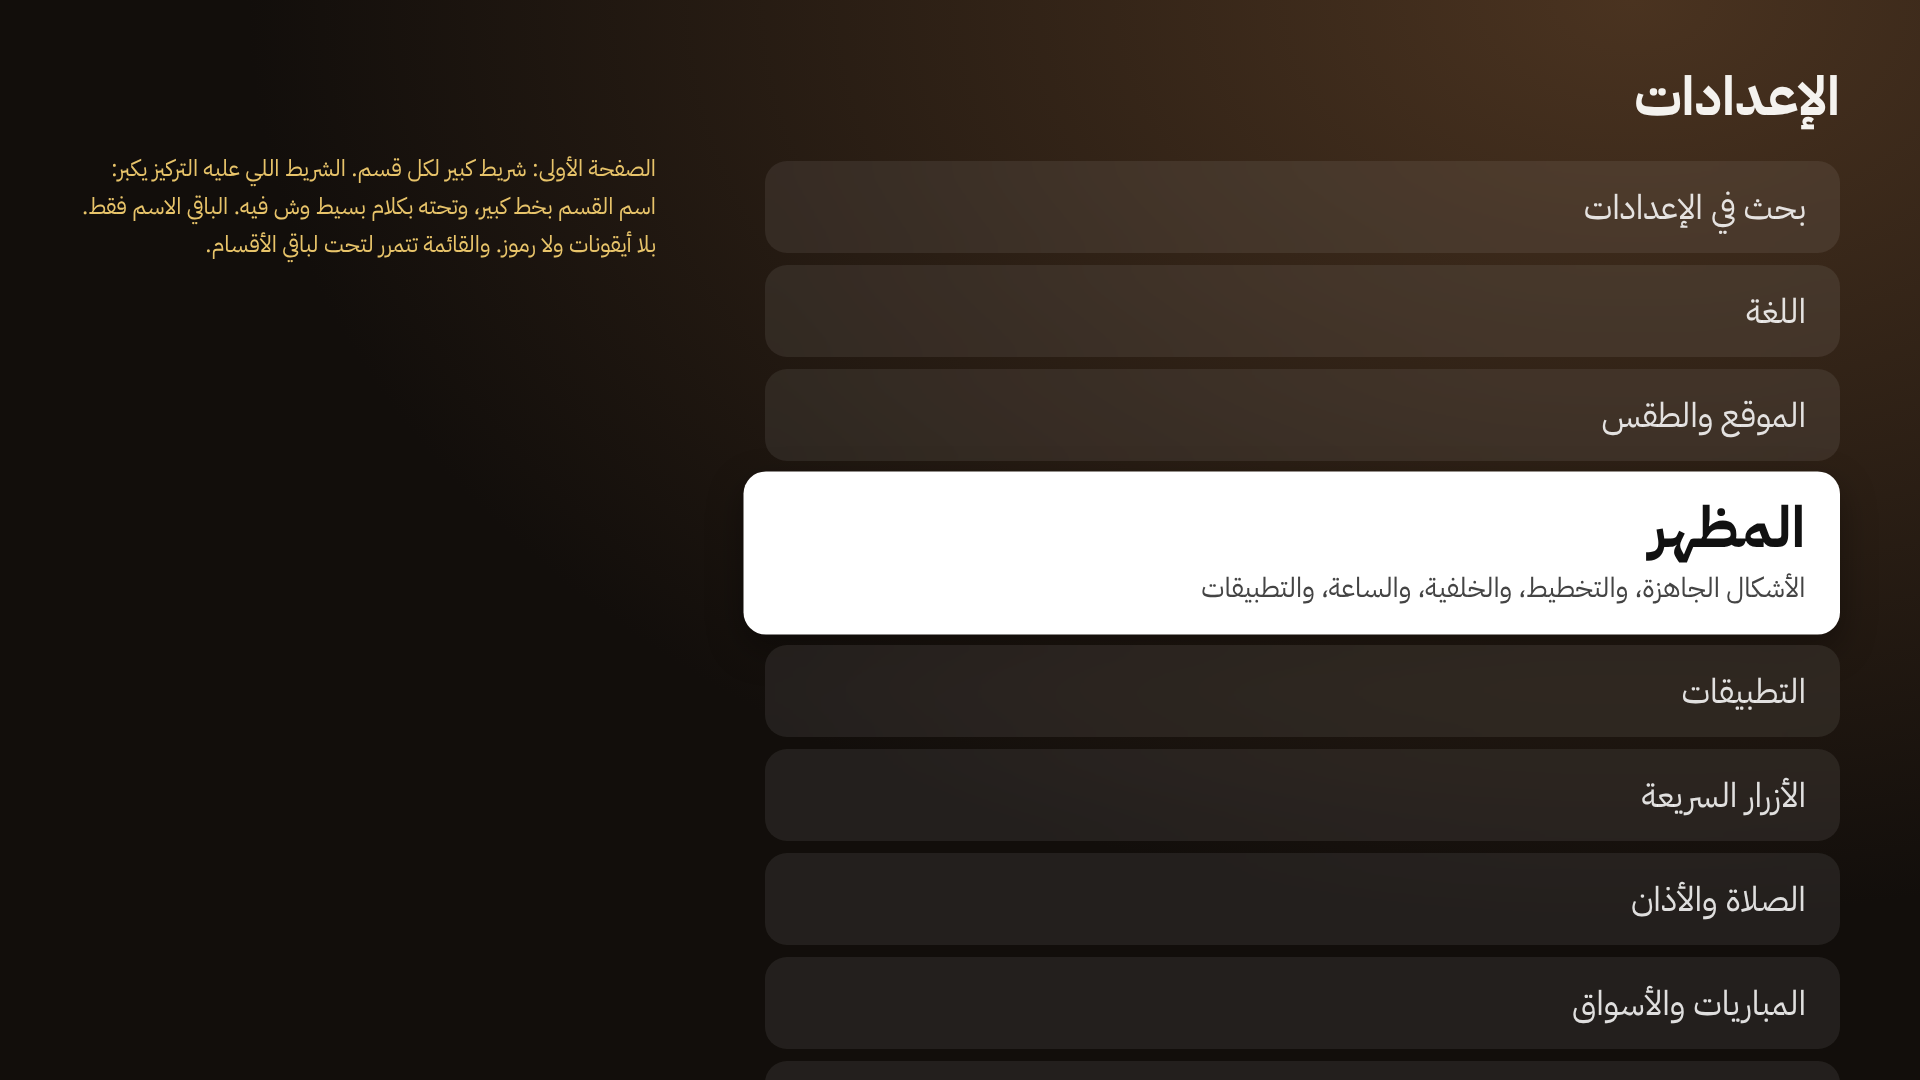 الإعدادات
الصفحة الأولى: شريط كبير لكل قسم. الشريط اللي عليه التركيز يكبر:
اسم القسم بخط كبير، وتحته بكلام بسيط وش فيه. الباقي الاسم فقط.
بلا أيقونات ولا رموز. والقائمة تتمرر لتحت لباقي الأقسام.
بحث في الإعدادات
اللغة
الموقع والطقس
المظهر
الأشكال الجاهزة، والتخطيط، والخلفية، والساعة، والتطبيقات
التطبيقات
الأزرار السريعة
الصلاة والأذان
المباريات والأسواق